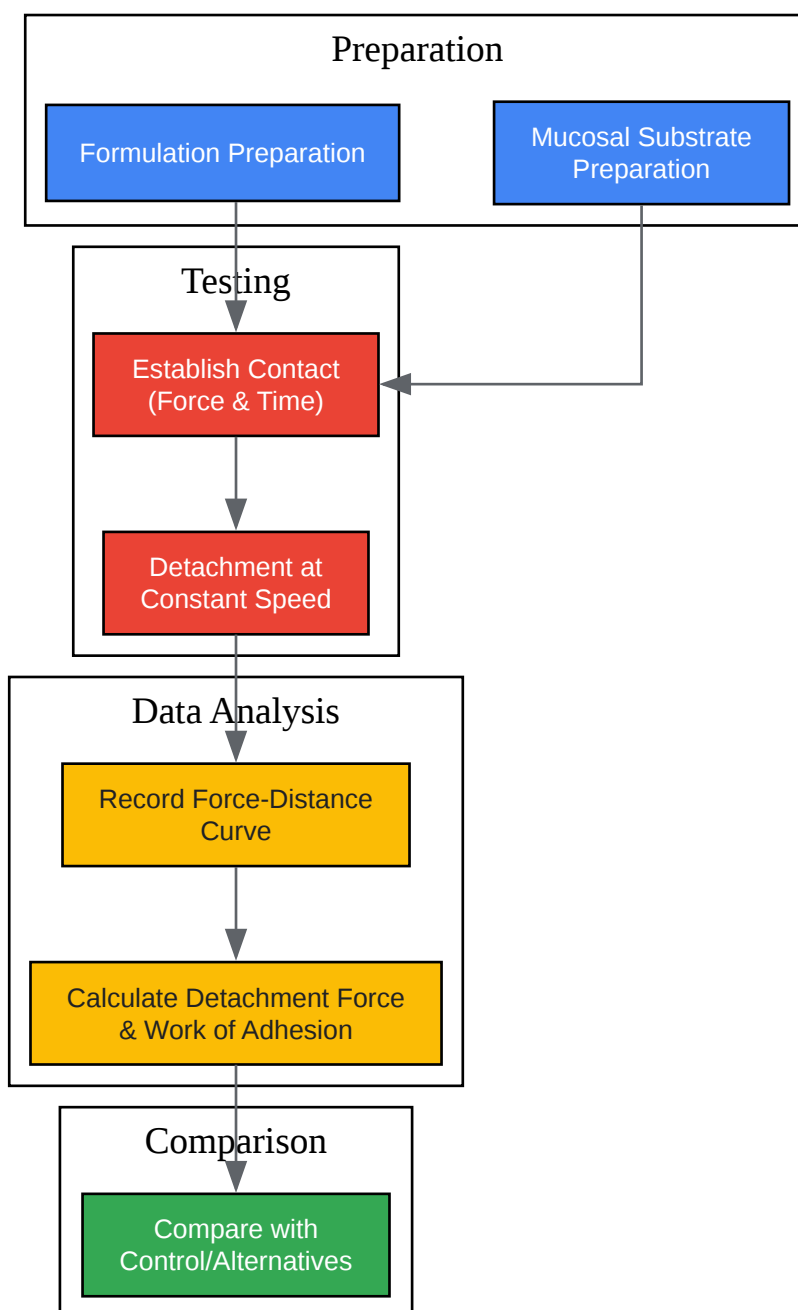 Preparation
Formulation Preparation
Mucosal Substrate
Preparation
Testing
Establish Contact
(Force & Time)
Detachment at
Constant Speed
Data Analysis
Record Force-Distance
Curve
Calculate Detachment Force
& Work of Adhesion
Comparison
Compare with
Control/Alternatives